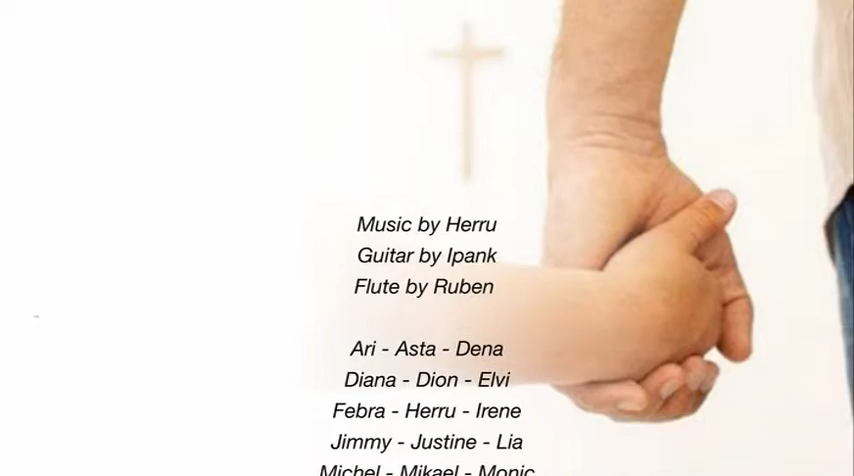 Music by Herru
Guitar by Ipank
Flute by Ruben
Ari - Asta - Dena
Diana - Dion - Elvi
Febra - Herru - Irene
Jimmy - Justine - Lia
Michel - Mikael - Monic